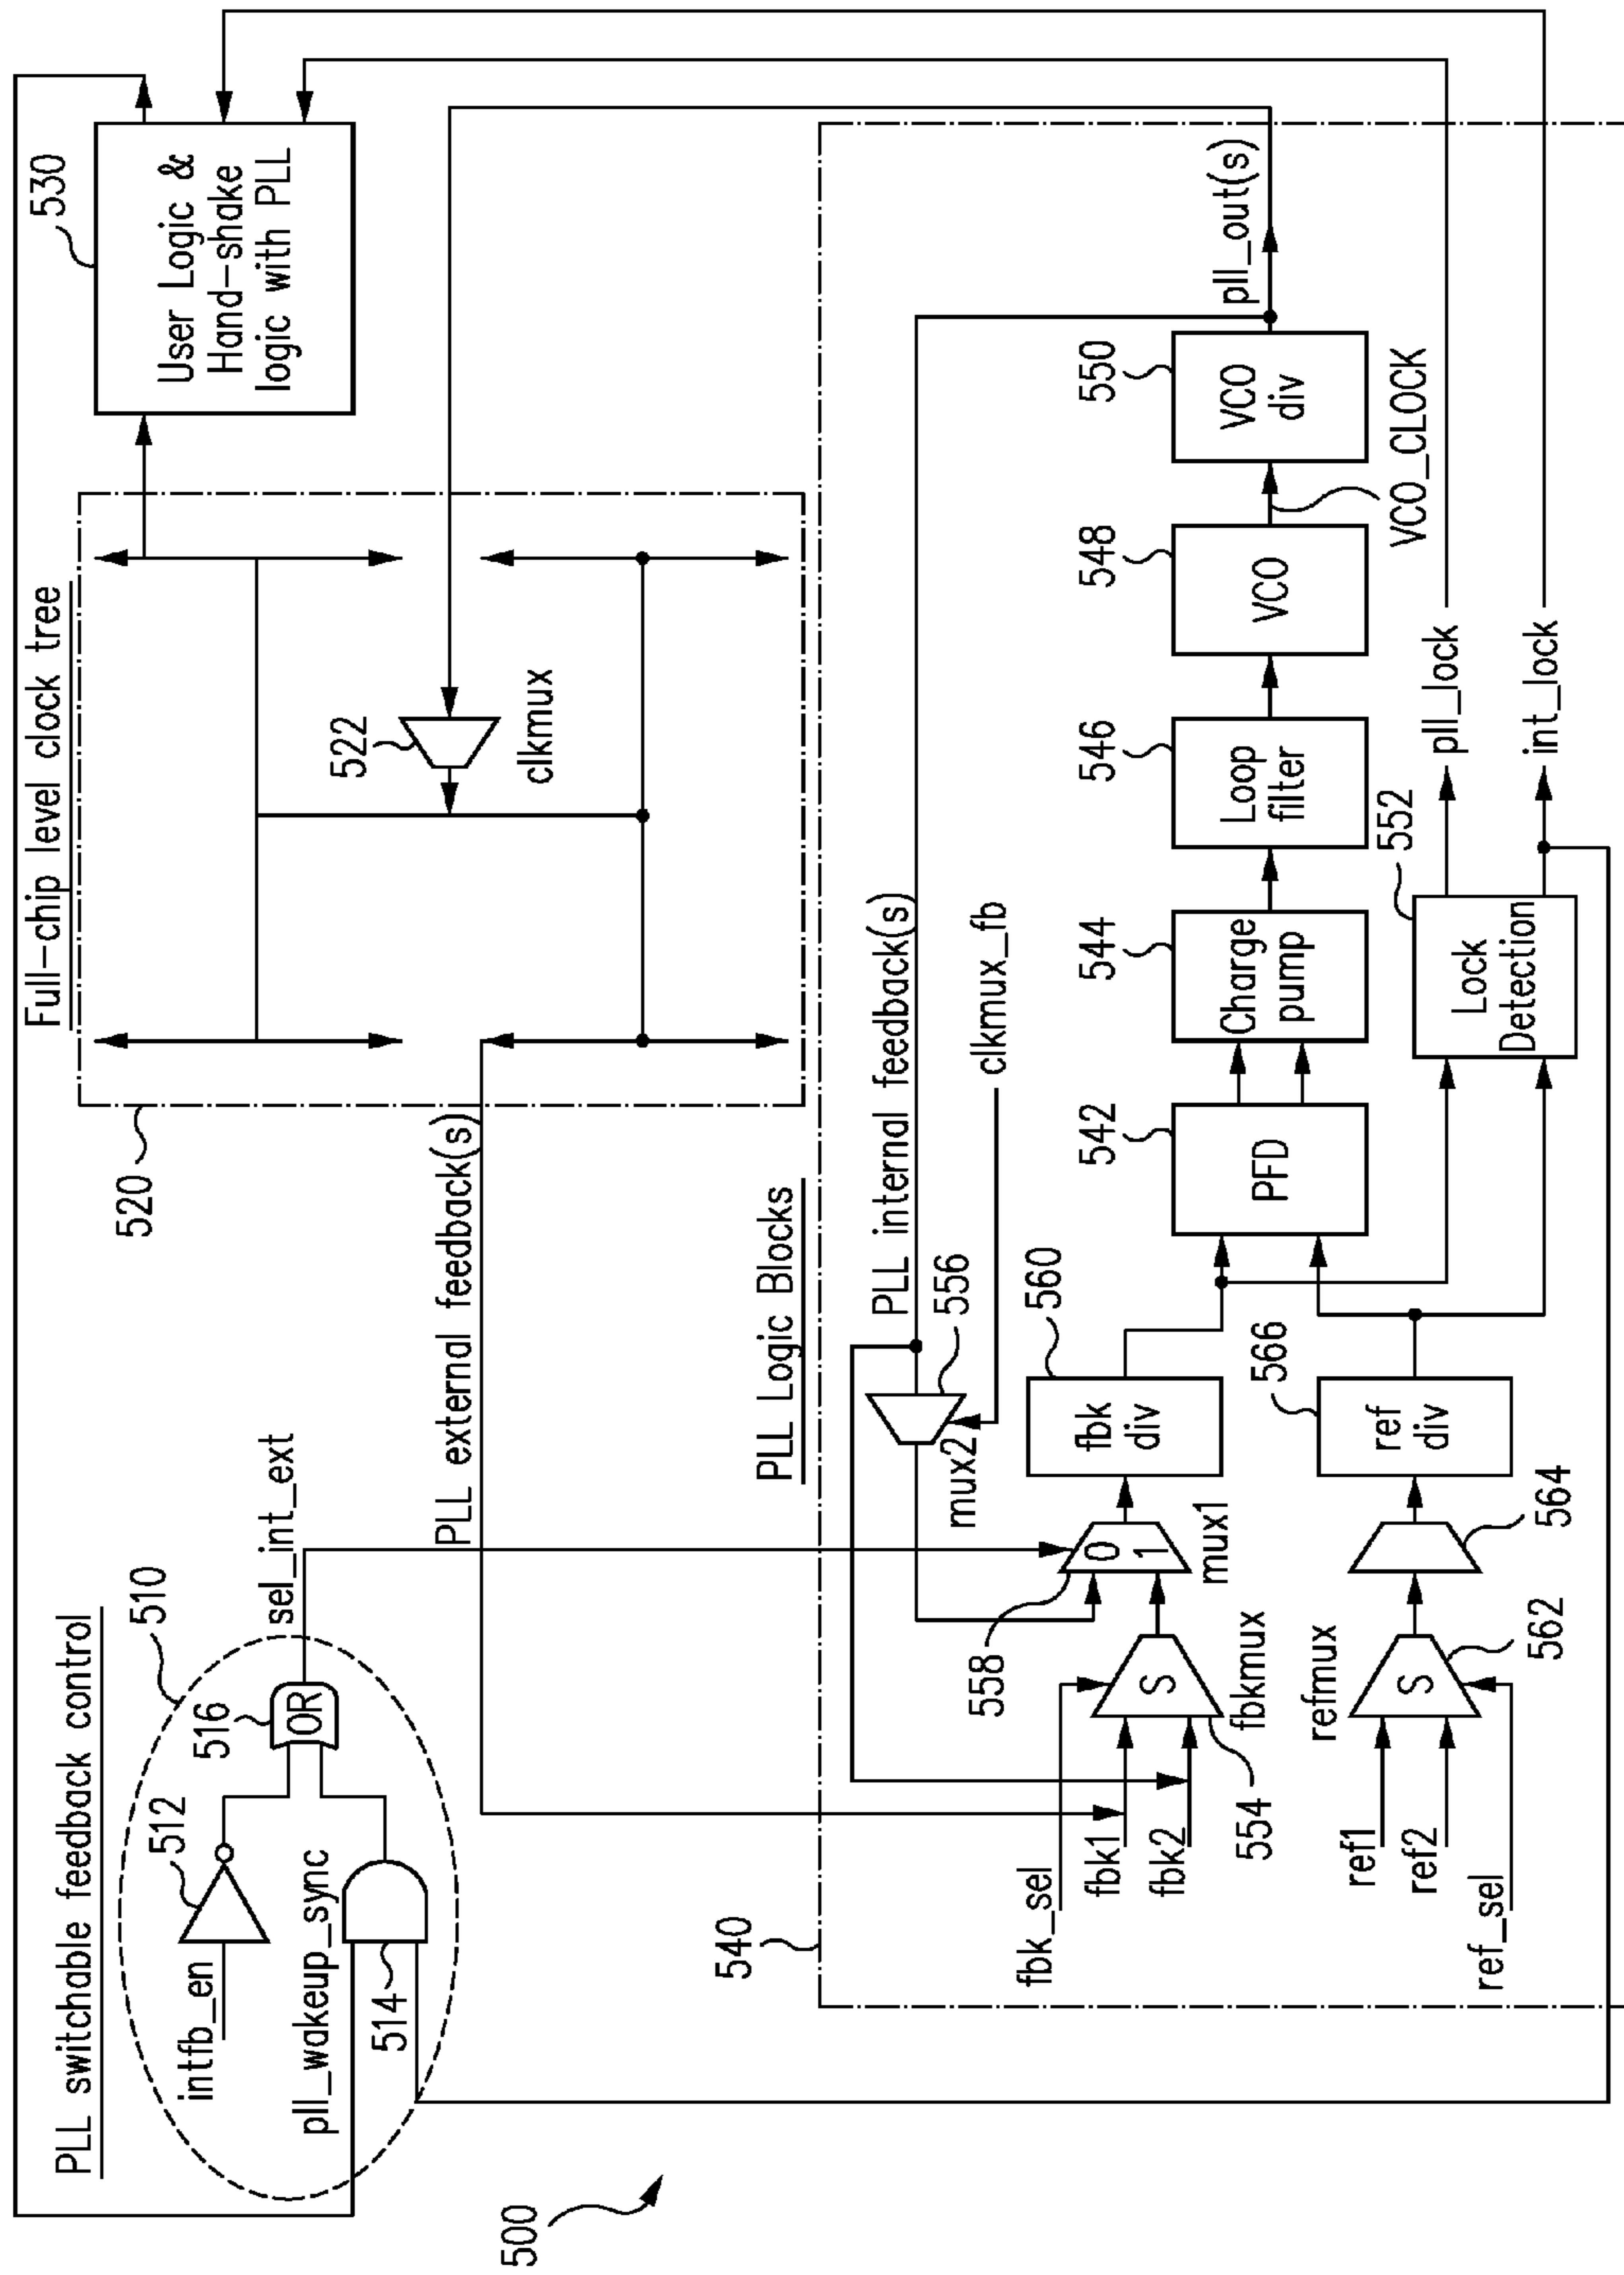 PLL switchable feedback control
510
512
516
OR
intfb_en
pll_wakeup_sync
514
sel_int_ext
500
Full-chip level clock tree
520
522
clkmux
530
User Logic &
Hand-shake
logic with PLL
PLL external feedback(s)
PLL Logic Blocks
540
PLL internal feedback(s)
clkmux_fb
556
mux2
pll_out(s)
558
0
1
mux1
fbk_sel
fbk1
fbk2
S
fbkmux
554
560
fbk
div
542
PFD
544
Charge
pump
546
Loop
filter
548
VCO
VCO_CLOCK
550
VCO
div
ref1
ref2
ref_sel
refmux
S
562
564
566
ref
div
552
Lock
Detection
pll_lock
int_lock